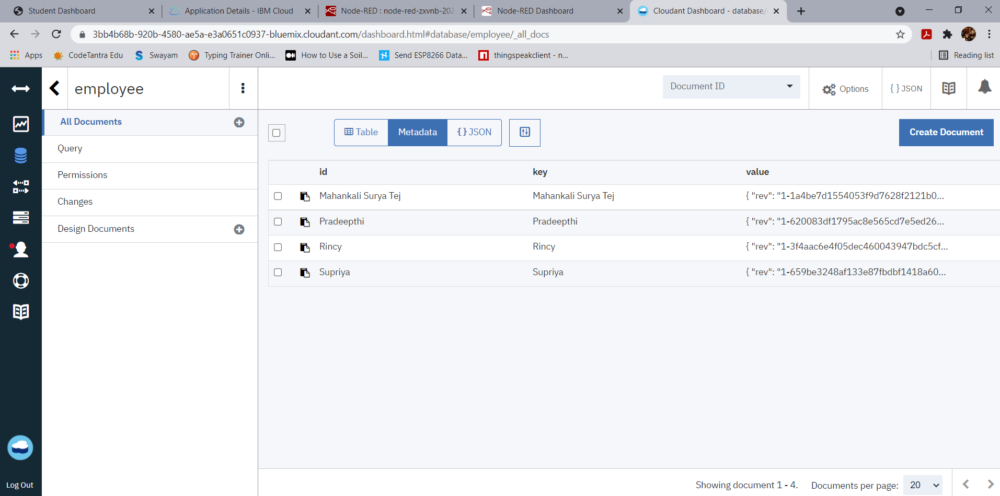 Student Dashboard
Application Details - IBM Cloud
Node-RED : node-red-zxvnb-202
Node-RED Dashboard
Cloudant Dashboard - database/
3bb4b68b-920b-4580-ae5a-e3a0651c0937-bluemix.cloudant.com/dashboard.html#database/employee/_all_docs
Apps
CodeTantra Edu
Swayam
Typing Trainer Onli...
How to Use a Soil...
Send ESP8266 Data...
thingspeakclient - n...
Reading list
employee
Document ID
Options
{ } JSON
All Documents
Query
Permissions
Changes
Design Documents
Table
Metadata
{ } JSON
Create Document
id key value
Mahankali Surya Tej Mahankali Surya Tej { "rev": "1-1a4be7d1554053f9d7628f2121b0...
Pradeepthi Pradeepthi { "rev": "1-620083df1795ac8e565cd7e5ed26...
Rincy Rincy { "rev": "1-3f4aac6e4f05dec460043947bdc5cf...
Supriya Supriya { "rev": "1-659be3248af133e87fbdbf1418a60...
Log Out
Showing document 1 - 4.
Documents per page: 20